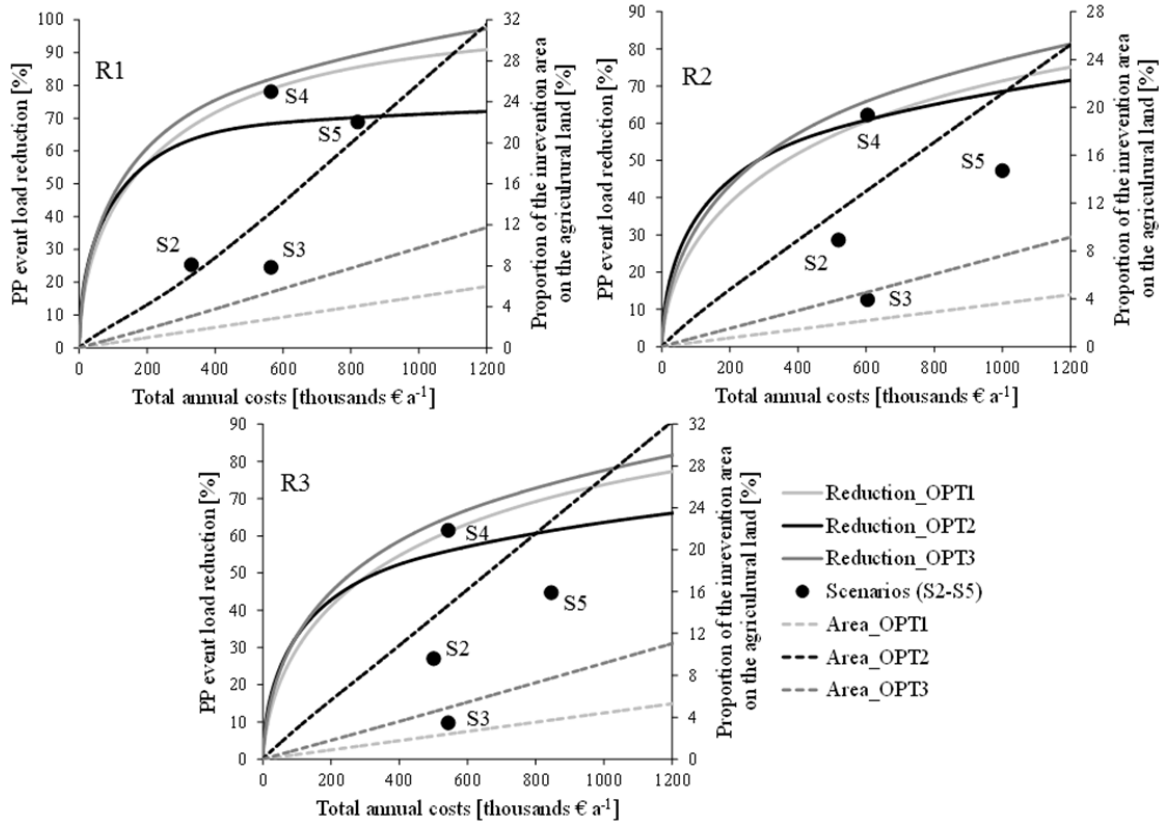 R1
PP event load reduction [%]
100
90
80
70
60
50
40
30
20
10
0
S4
S5
S2
S3
32
28
24
20
16
12
8
4
0
Proportion of the inrevention area
on the agricultrural land [%]
0 200 400 600 800 1000 1200
Total annual costs [thousands € a⁻¹]
R2
PP event load reduction [%]
90
80
70
60
50
40
30
20
10
0
S4
S5
S2
S3
28
24
20
16
12
8
4
0
Proportion of the inrevention area
on the agricultrural land [%]
0 200 400 600 800 1000 1200
Total annual costs [thousands € a⁻¹]
R3
PP event load reduction [%]
90
80
70
60
50
40
30
20
10
0
S4
S5
S2
S3
32
28
24
20
16
12
8
4
0
Proportion of the inrevention area
on the agricultural land [%]
0 200 400 600 800 1000 1200
Total annual costs [thousands € a⁻¹]
Reduction_OPT1
Reduction_OPT2
Reduction_OPT3
Scenarios (S2-S5)
Area_OPT1
Area_OPT2
Area_OPT3